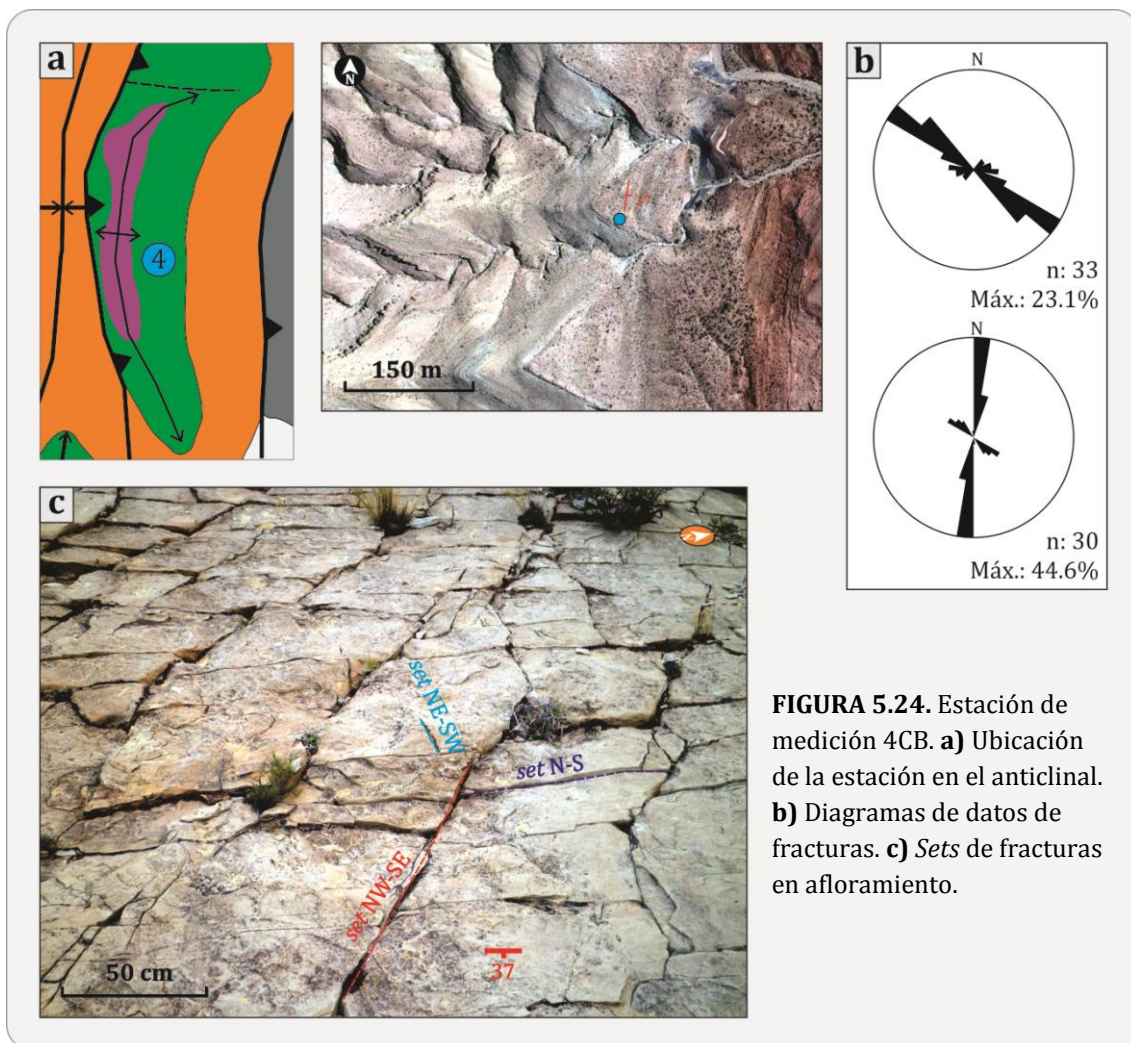 a
4
N
150 m
b
N
n: 33
Máx.: 23.1%
N
n: 30
Máx.: 44.6%
c
set NE-SW
set N-S
set NW-SE
50 cm
37
FIGURA 5.24. Estación de
medición 4CB. a) Ubicación
de la estación en el anticlinal.
b) Diagramas de datos de
fracturas. c) Sets de fracturas
en afloramiento.